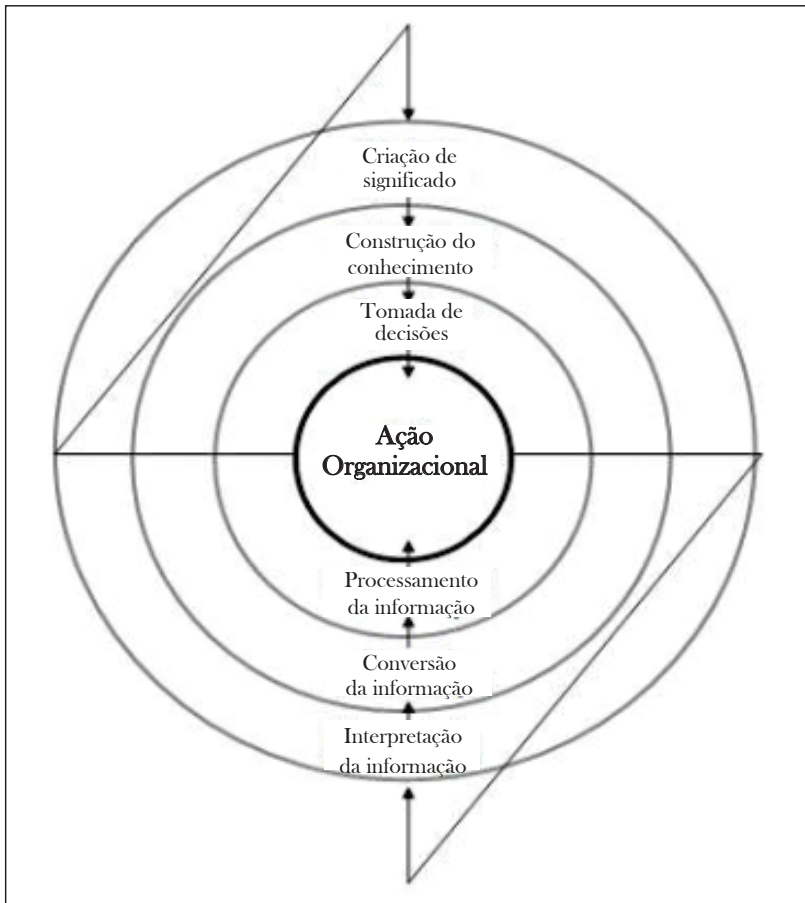 Criação de
significado
Construção do
conhecimento
Tomada de
decisões
Ação
Organizacional
Processamento
da informação
Conversão
da informação
Interpretação
da informação